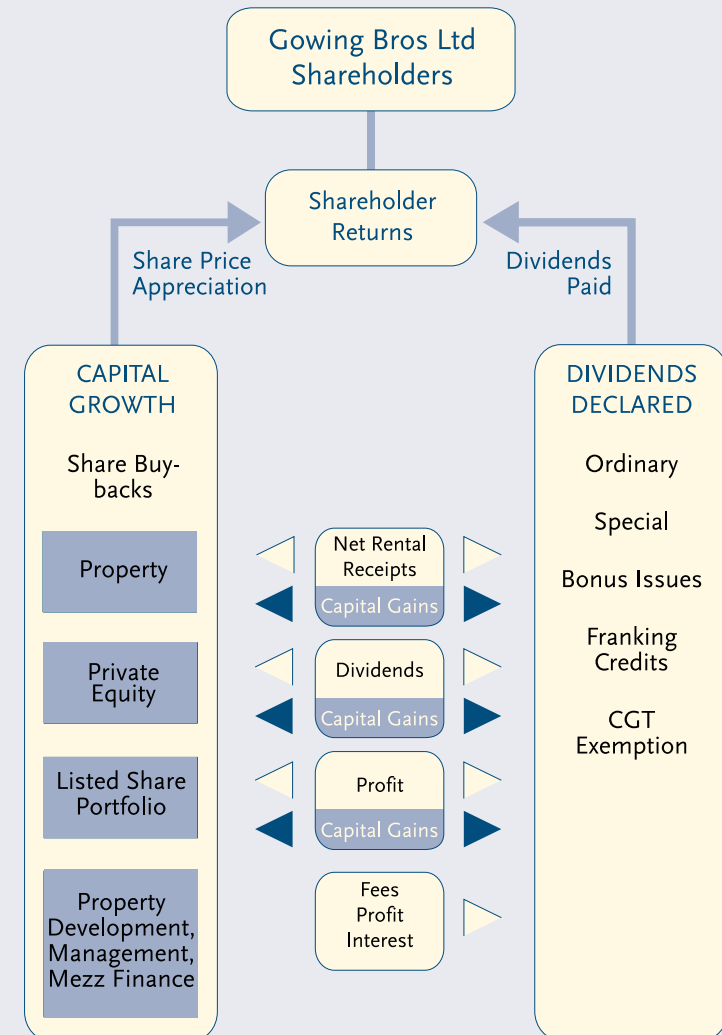 Gowing Bros Ltd
Shareholders
Shareholder
Returns
Share Price
Appreciation
Dividends
Paid
CAPITAL
GROWTH
Share Buy-
backs
Property
Private
Equity
Listed Share
Portfolio
Property
Development,
Management,
Mezz Finance
Net Rental
Receipts
Capital Gains
Dividends
Capital Gains
Profit
Capital Gains
Fees
Profit
Interest
DIVIDENDS
DECLARED
Ordinary
Special
Bonus Issues
Franking
Credits
CGT
Exemption